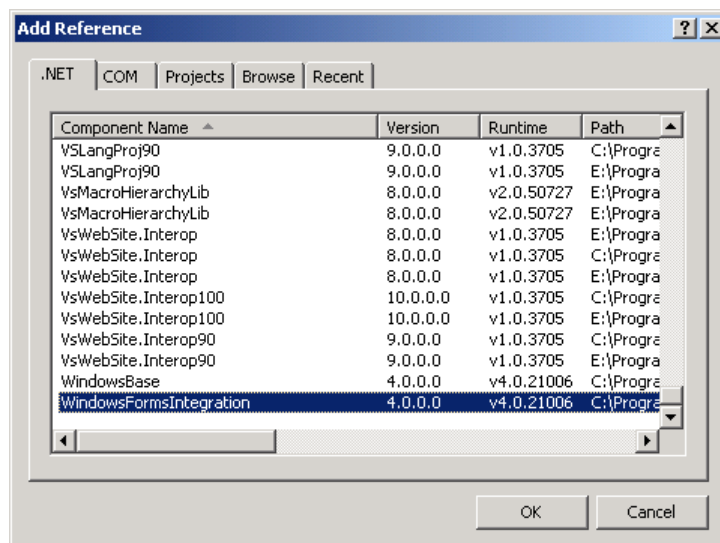 Add Reference
.NET COM Projects Browse Recent
Component Name Version Runtime Path
VSLangProj90 9.0.0.0 v1.0.3705 C:\Progra
VSLangProj90 9.0.0.0 v1.0.3705 E:\Progra
VsMacroHierarchyLib 8.0.0.0 v2.0.50727 E:\Progra
VsMacroHierarchyLib 8.0.0.0 v2.0.50727 E:\Progra
VsWebSite.Interop 8.0.0.0 v1.0.3705 E:\Progra
VsWebSite.Interop 8.0.0.0 v1.0.3705 C:\Progra
VsWebSite.Interop 8.0.0.0 v1.0.3705 E:\Progra
VsWebSite.Interop100 10.0.0.0 v1.0.3705 C:\Progra
VsWebSite.Interop100 10.0.0.0 v1.0.3705 E:\Progra
VsWebSite.Interop90 9.0.0.0 v1.0.3705 C:\Progra
VsWebSite.Interop90 9.0.0.0 v1.0.3705 E:\Progra
WindowsBase 4.0.0.0 v4.0.21006 C:\Progra
WindowsFormsIntegration 4.0.0.0 v4.0.21006 C:\Progra
OK Cancel